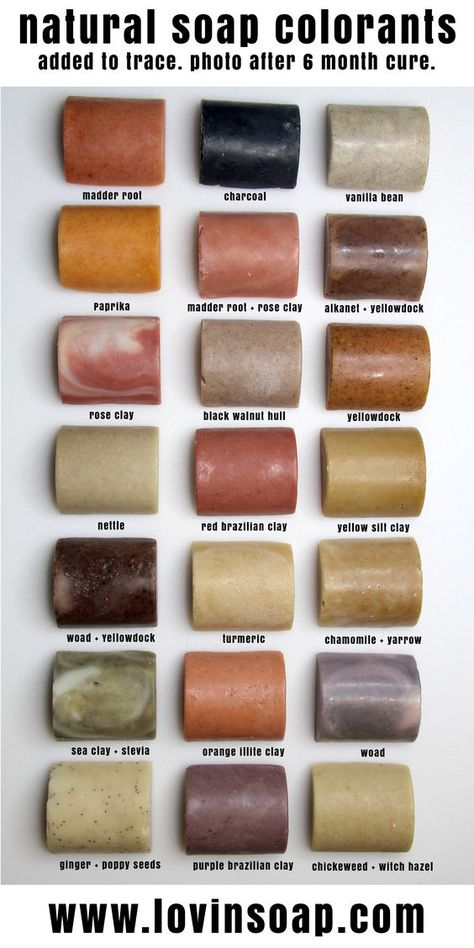 natural soap colorants
added to trace. photo after 6 month cure.
madder root
charcoal
vanilla bean
paprika
madder root + rose clay
alkanet + yellowdock
rose clay
black walnut hull
yellowdock
nettle
red brazilian clay
yellow silt clay
woad + yellowdock
turmeric
chamomile + yarrow
sea clay + stevia
orange illite clay
woad
ginger + poppy seeds
purple brazilian clay
chickeweed + witch hazel
www.lovinsoap.com